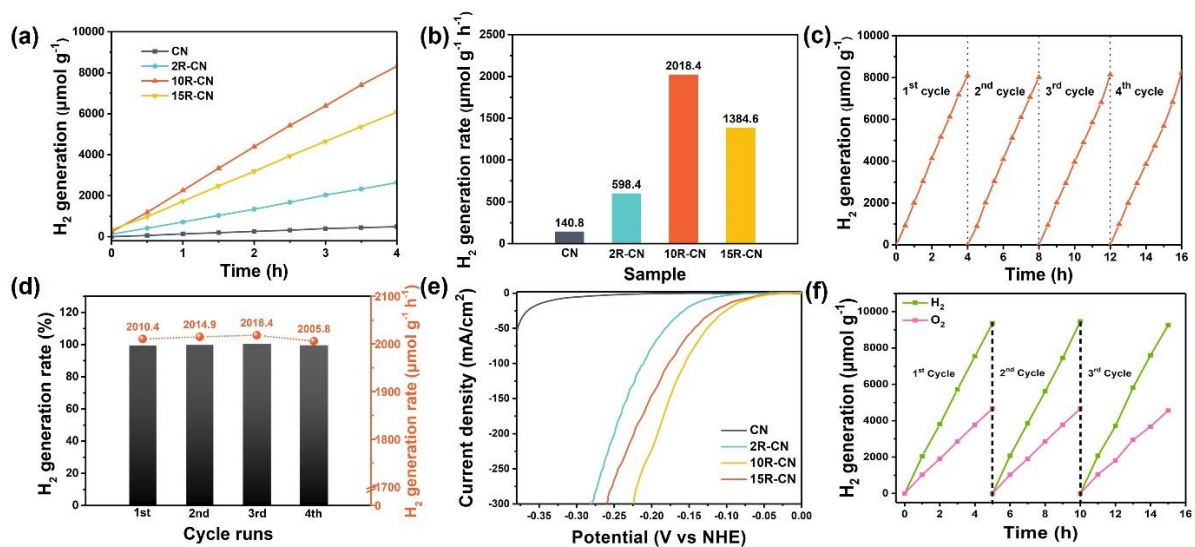 (a)
H2 generation (μmol g⁻¹)
10000
8000
6000
4000
2000
0
CN
2R-CN
10R-CN
15R-CN
0 1 2 3 4
Time (h)
(b)
H2 generation rate (μmol g⁻¹ h⁻¹)
2500
2000
1500
1000
500
0
140.8
598.4
2018.4
1384.6
CN 2R-CN 10R-CN 15R-CN
Sample
(c)
H2 generation (μmol g⁻¹)
10000
8000
6000
4000
2000
0
1st cycle 2nd cycle 3rd cycle 4th cycle
0 2 4 6 8 10 12 14 16
Time (h)
(d)
H2 generation rate (%)
120
100
80
60
40
20
0
2010.4 2014.9 2018.4 2005.8
1st 2nd 3rd 4th
Cycle runs
2100
2000
1900
1800
1700
0
H2 generation rate (μmol g⁻¹ h⁻¹)
(e)
Current density (mA/cm²)
0
-50
-100
-150
-200
-250
-300
CN
2R-CN
10R-CN
15R-CN
-0.35 -0.30 -0.25 -0.20 -0.15 -0.10 -0.05 0.00
Potential (V vs NHE)
(f)
H2 generation (μmol g⁻¹)
10000
8000
6000
4000
2000
0
H2
O2
1st Cycle 2nd Cycle 3rd Cycle
0 2 4 6 8 10 12 14 16
Time (h)